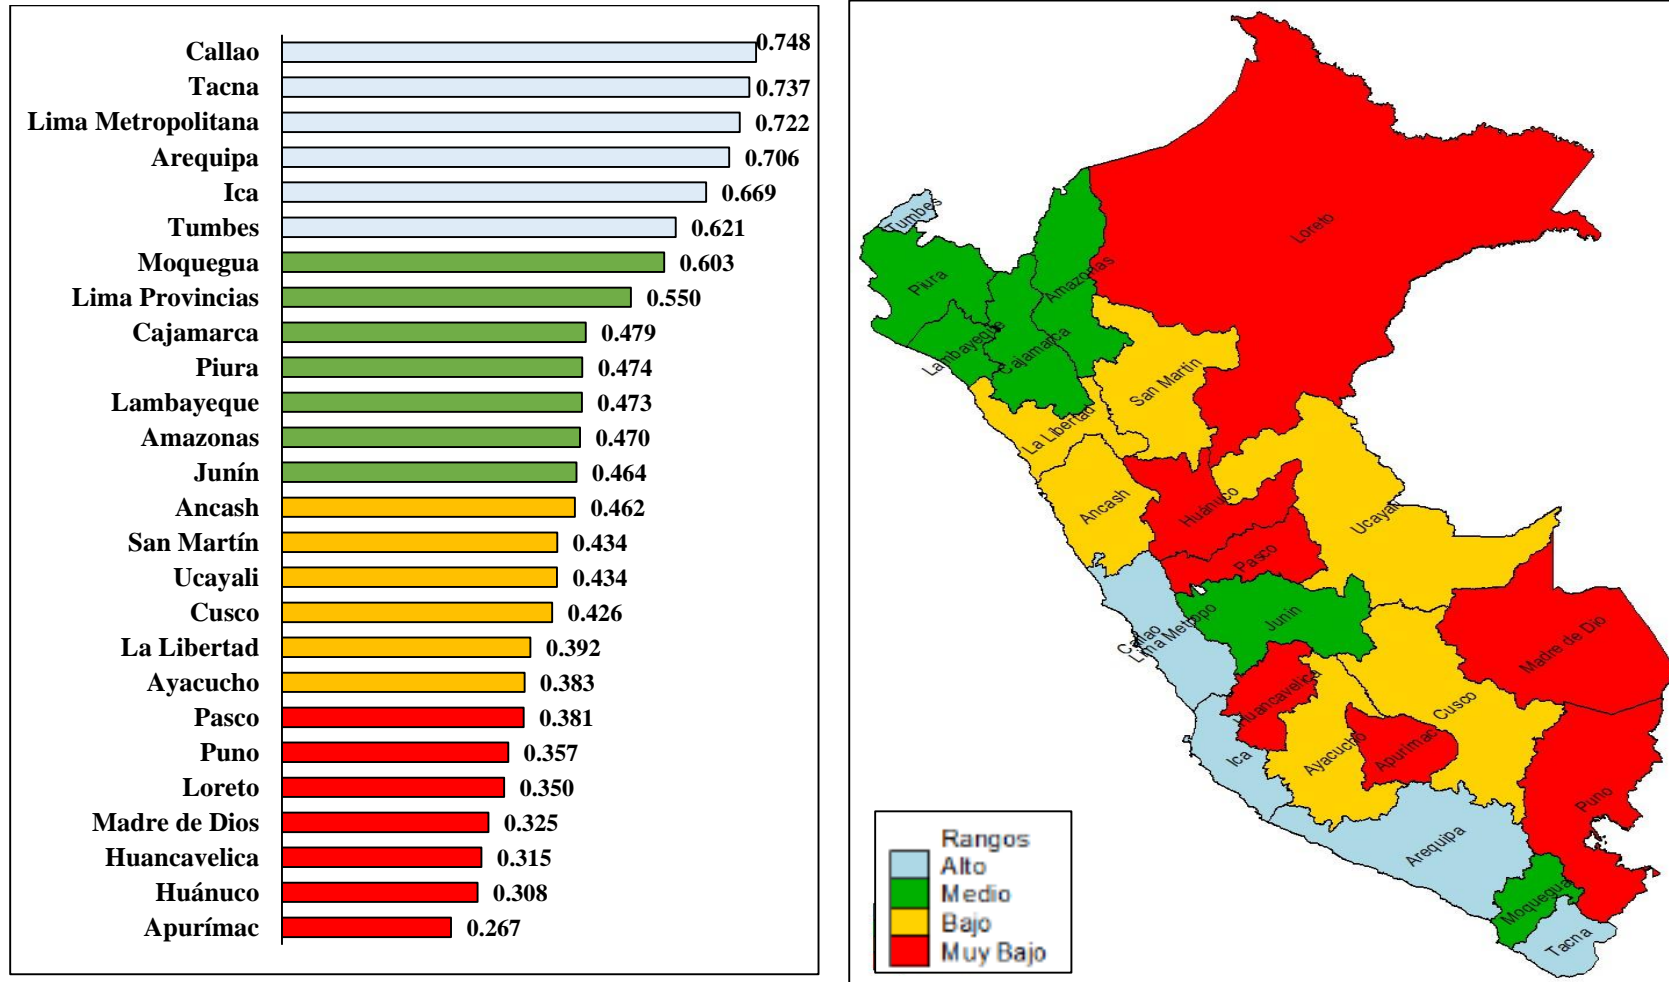 Callao 0.748
Tacna 0.737
Lima Metropolitana 0.722
Arequipa 0.706
Ica 0.669
Tumbes 0.621
Moquegua 0.603
Lima Provincias 0.550
Cajamarca 0.479
Piura 0.474
Lambayeque 0.473
Amazonas 0.470
Junín 0.464
Ancash 0.462
San Martín 0.434
Ucayali 0.434
Cusco 0.426
La Libertad 0.392
Ayacucho 0.383
Pasco 0.381
Puno 0.357
Loreto 0.350
Madre de Dios 0.325
Huancavelica 0.315
Huánuco 0.308
Apurímac 0.267
Tumbes
Loreto
Piura
Amazonas
Lambayeque
Cajamarca
San Martín
La Libertad
Ancash
Huánuco
Ucayali
Pasco
Callao
Lima Metropo
Junín
Madre de Dio
Huancavelica
Cusco
Ica
Ayacucho
Apurímac
Puno
Arequipa
Moquegua
Tacna
Rangos
Alto
Medio
Bajo
Muy Bajo